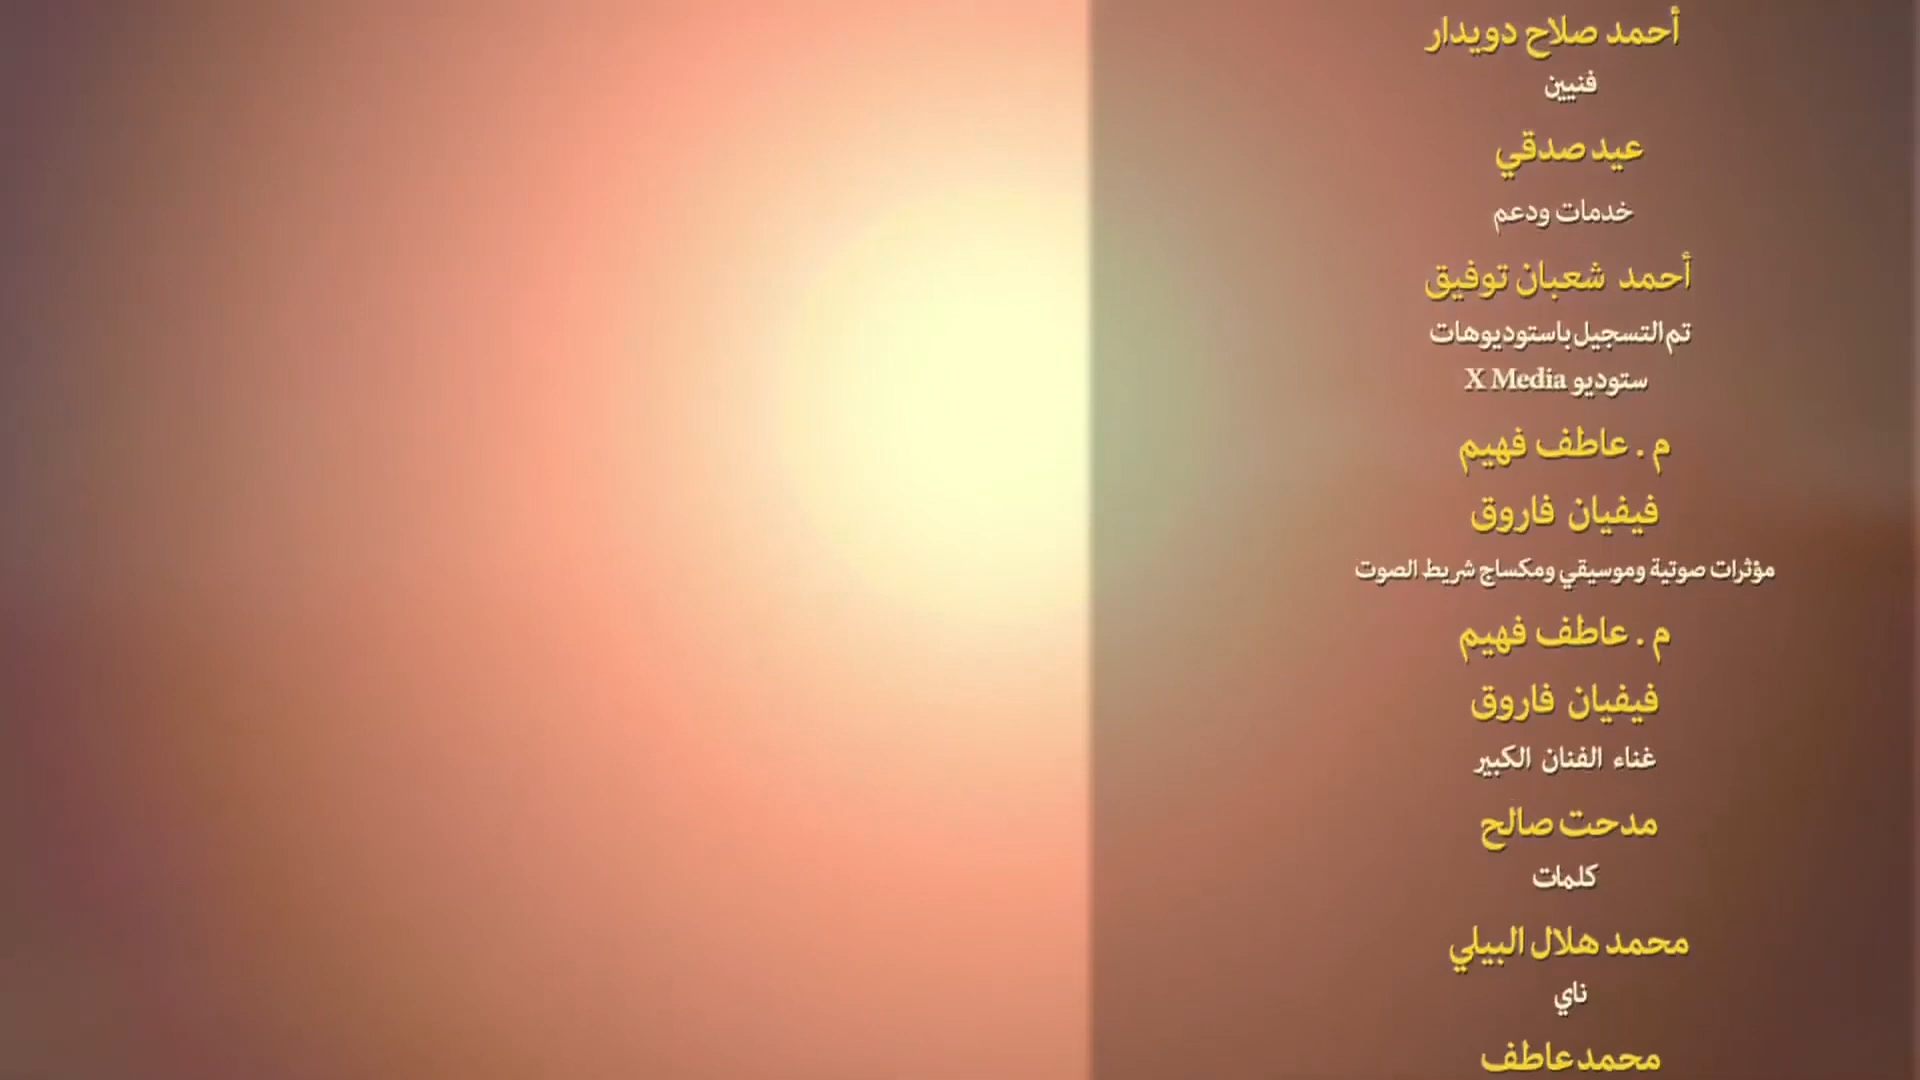 أحمد صلاح دويدار
فنيين
عيد صدقي
خدمات ودعم
أحمد شعبان توفيق
تم التسجيل باستوديوهات
ستوديو X Media
م . عاطف فهيم
فيفيان فاروق
مؤثرات صوتية وموسيقي ومكساج شريط الصوت
م . عاطف فهيم
فيفيان فاروق
غناء الفنان الكبير
مدحت صالح
كلمات
محمد هلال البيلي
ناي
محمد عاطف